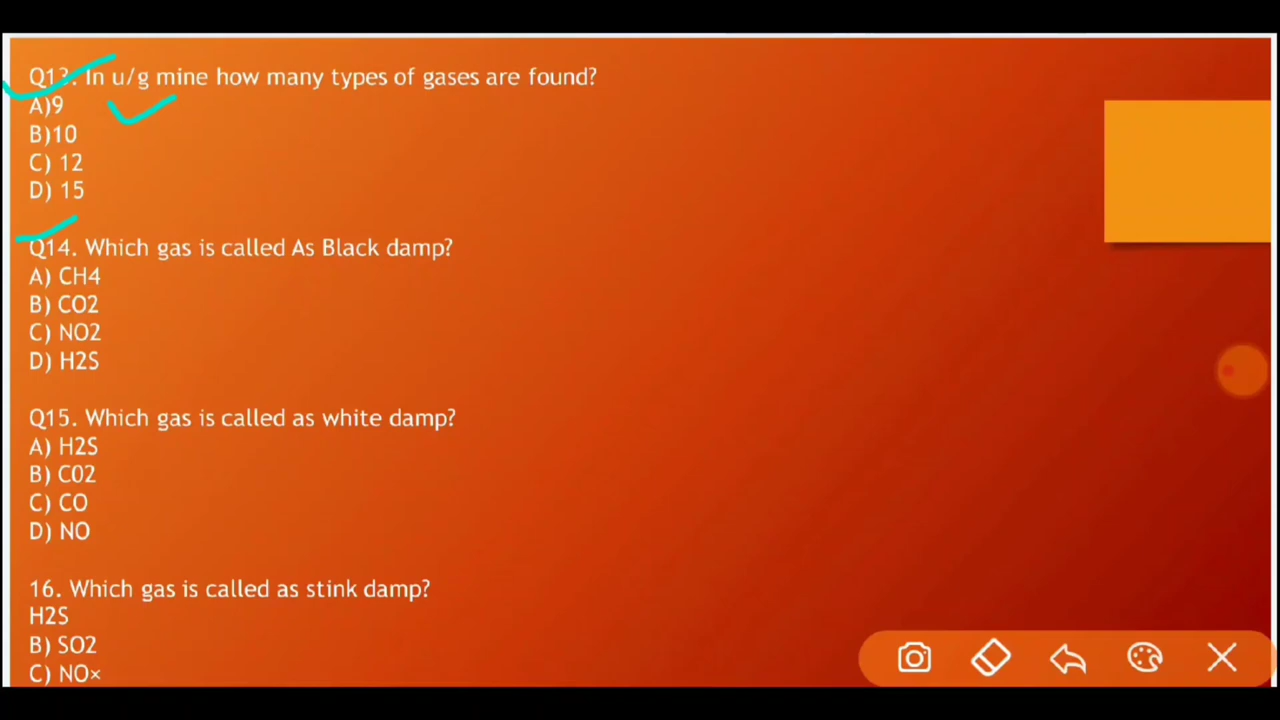 Q13. In u/g mine how many types of gases are found?
A)9
B)10
C) 12
D) 15
Q14. Which gas is called As Black damp?
A) CH4
B) CO2
C) NO2
D) H2S
Q15. Which gas is called as white damp?
A) H2S
B) C02
C) CO
D) NO
16. Which gas is called as stink damp?
H2S
B) SO2
C) NO×